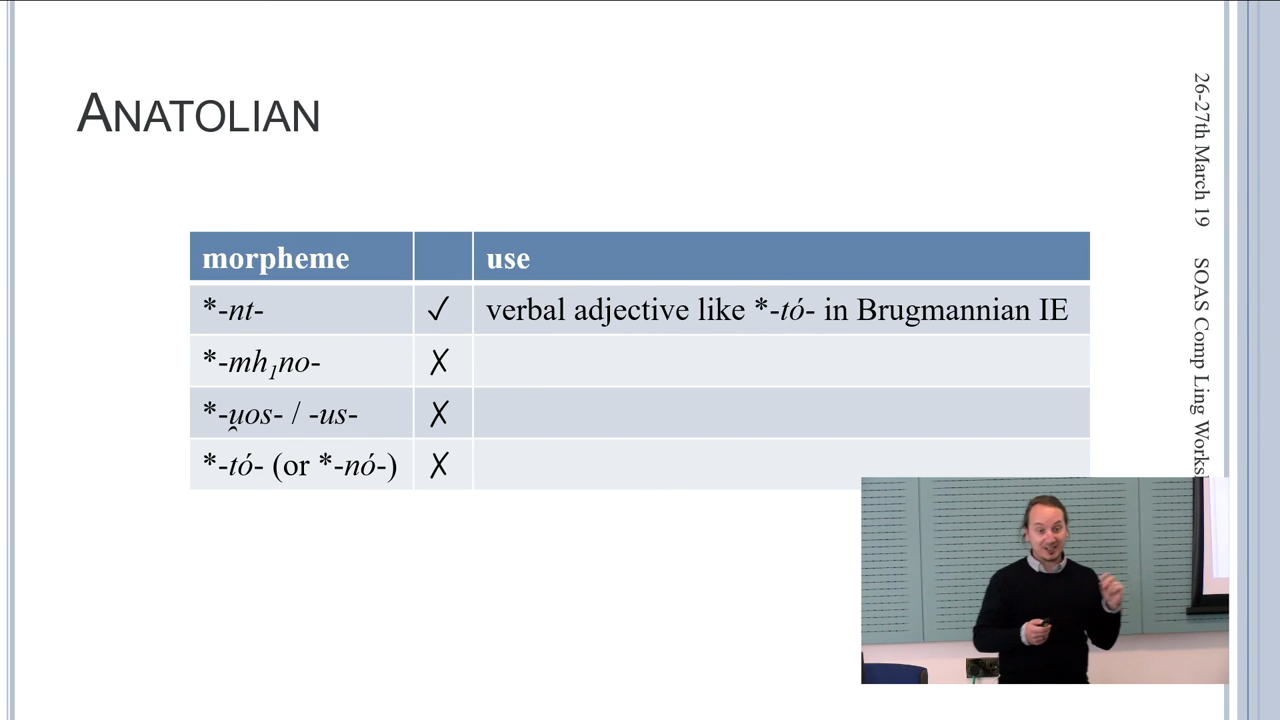 ANATOLIAN
morpheme use
*-nt- ✓ verbal adjective like *-tó- in Brugmannian IE
*-mh₁no- ✗
*-u̯os- / -us- ✗
*-tó- (or *-nó-) ✗
26-27th March 19 SOAS Comp Ling